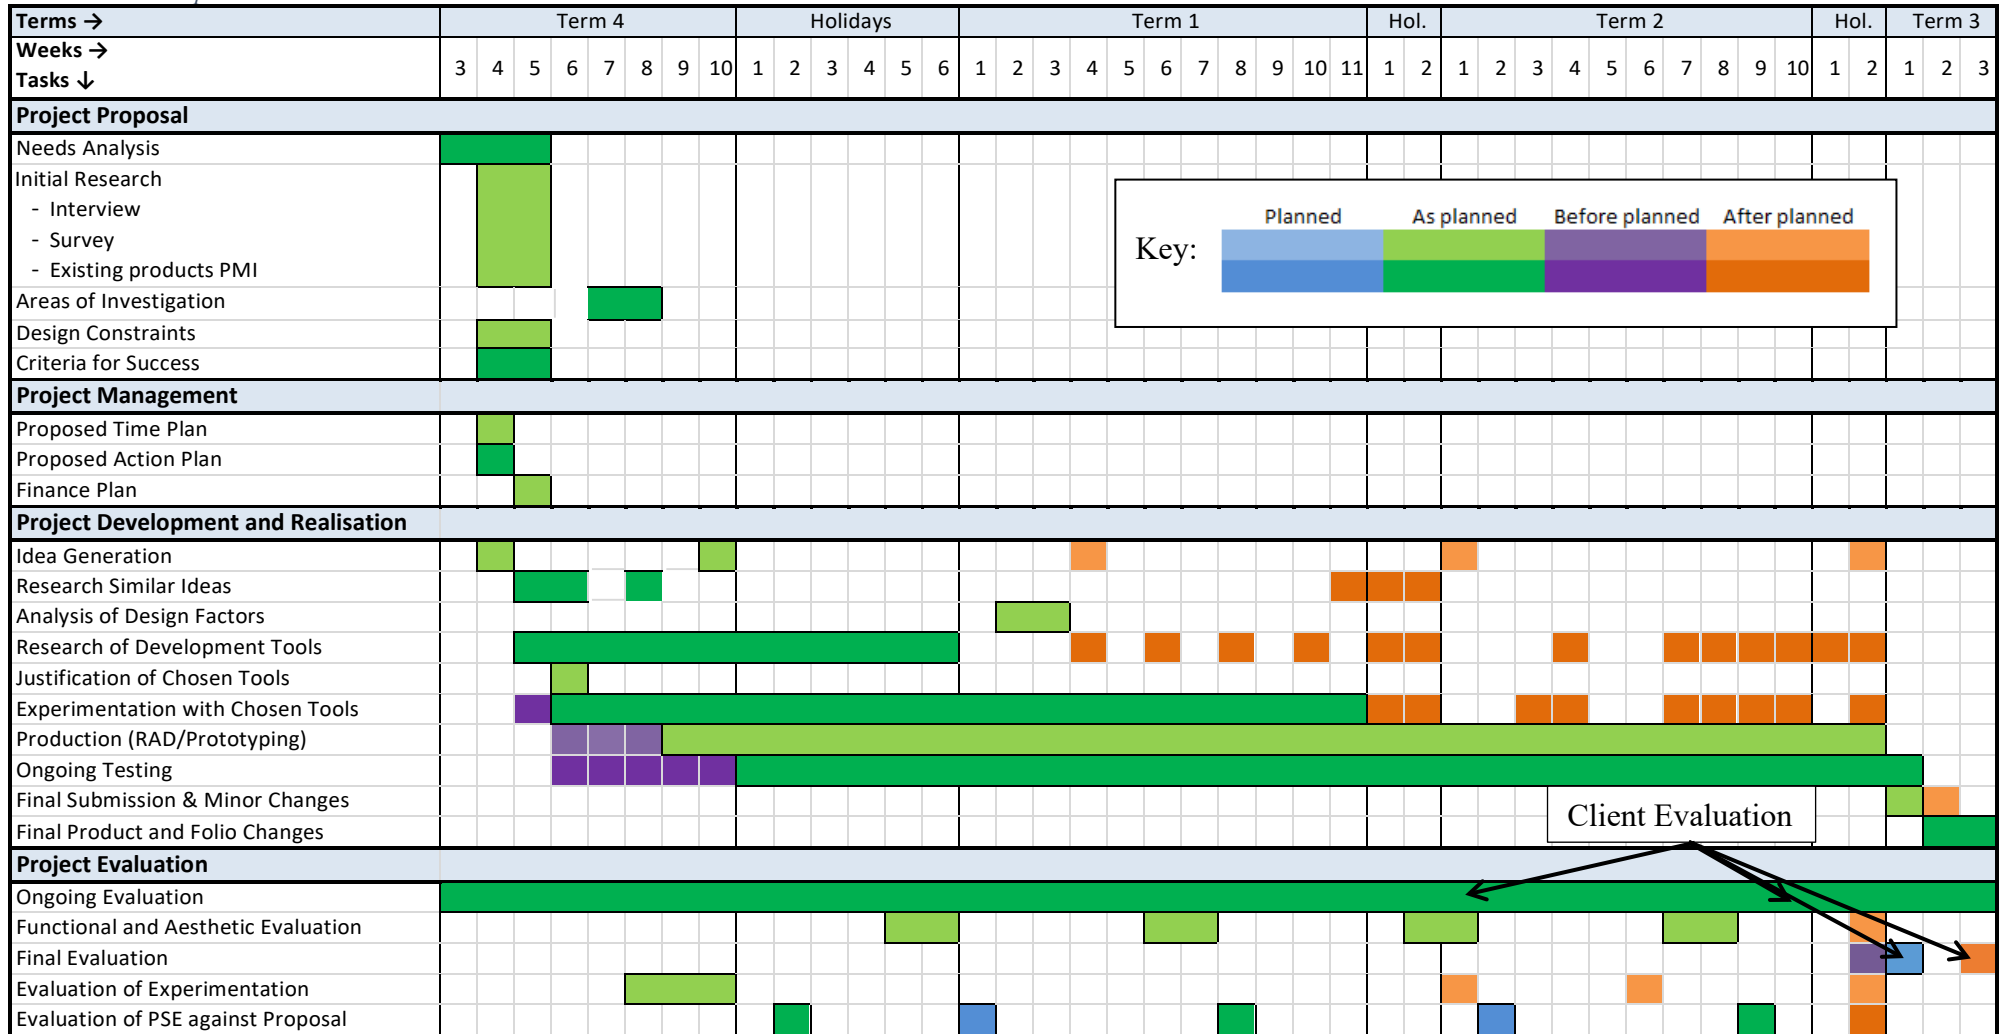 Terms → Term 4 Holidays Term 1 Hol. Term 2 Hol. Term 3
Weeks →
3 4 5 6 7 8 9 10 1 2 3 4 5 6 1 2 3 4 5 6 7 8 9 10 11 1 2 1 2 3 4 5 6 7 8 9 10 1 2 1 2 3
Tasks ↓
Project Proposal
Needs Analysis
Initial Research
- Interview
- Survey
- Existing products PMI
Planned As planned Before planned After planned
Key:
Areas of Investigation
Design Constraints
Criteria for Success
Project Management
Proposed Time Plan
Proposed Action Plan
Finance Plan
Project Development and Realisation
Idea Generation
Research Similar Ideas
Analysis of Design Factors
Research of Development Tools
Justification of Chosen Tools
Experimentation with Chosen Tools
Production (RAD/Prototyping)
Ongoing Testing
Final Submission & Minor Changes
Client Evaluation
Final Product and Folio Changes
Project Evaluation
Ongoing Evaluation
Functional and Aesthetic Evaluation
Final Evaluation
Evaluation of Experimentation
Evaluation of PSE against Proposal